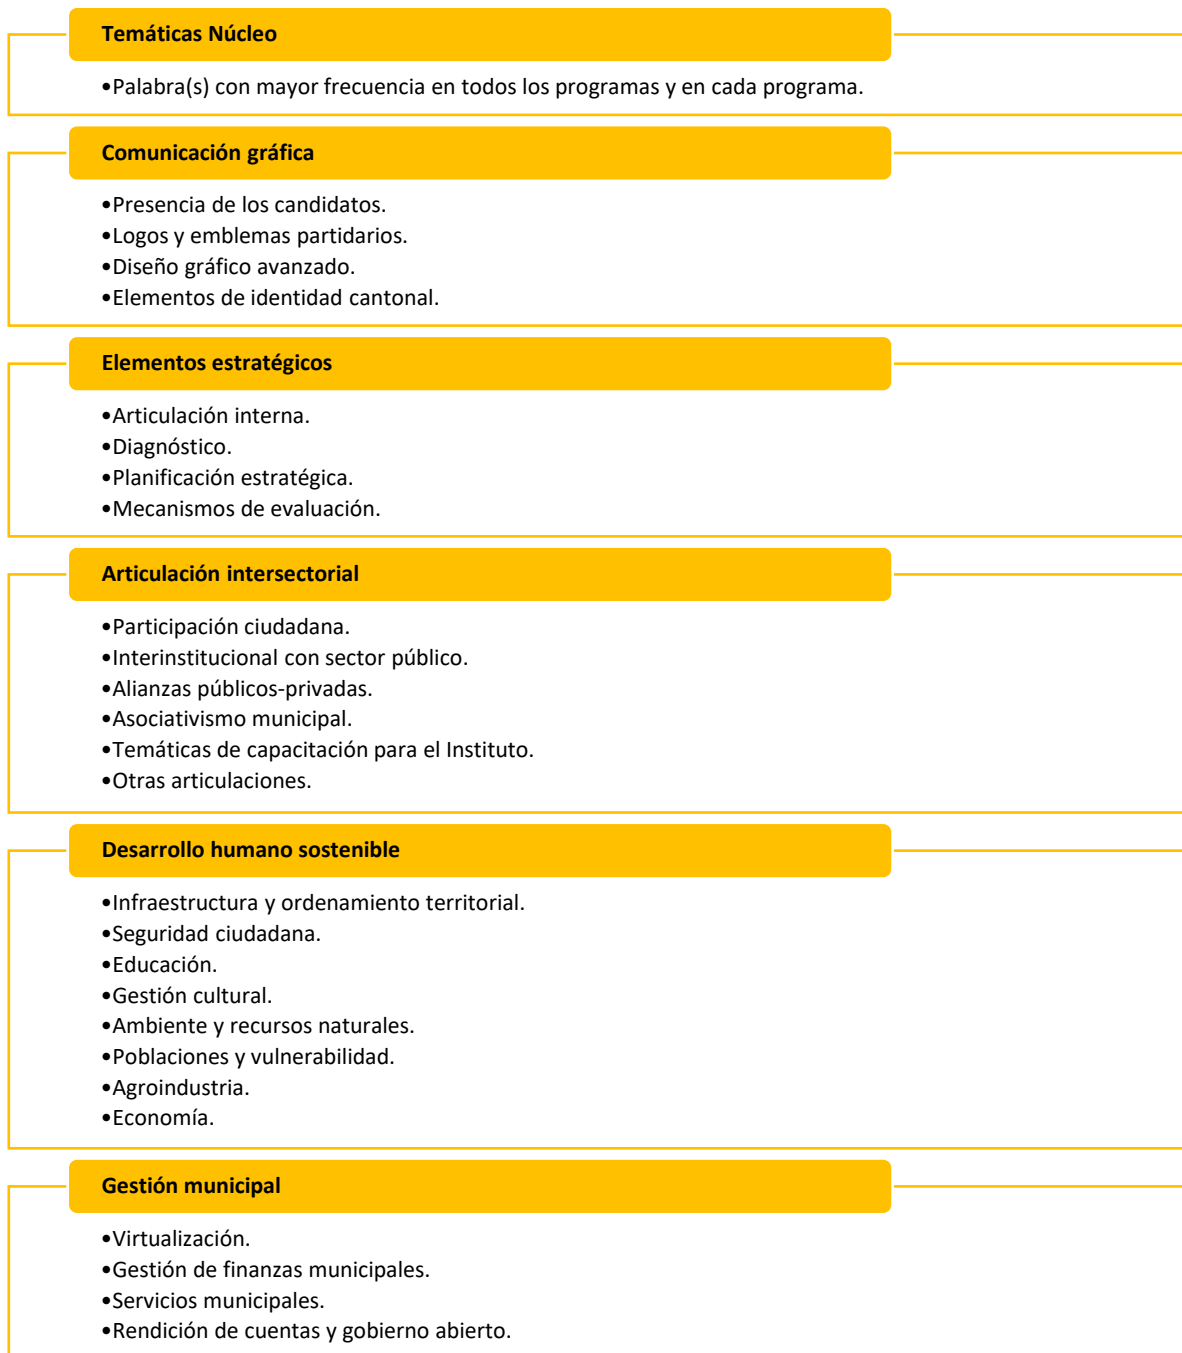 Temáticas Núcleo
•Palabra(s) con mayor frecuencia en todos los programas y en cada programa.
Comunicación gráfica
•Presencia de los candidatos.
•Logos y emblemas partidarios.
•Diseño gráfico avanzado.
•Elementos de identidad cantonal.
Elementos estratégicos
•Articulación interna.
•Diagnóstico.
•Planificación estratégica.
•Mecanismos de evaluación.
Articulación intersectorial
•Participación ciudadana.
•Interinstitucional con sector público.
•Alianzas públicos-privadas.
•Asociativismo municipal.
•Temáticas de capacitación para el Instituto.
•Otras articulaciones.
Desarrollo humano sostenible
•Infraestructura y ordenamiento territorial.
•Seguridad ciudadana.
•Educación.
•Gestión cultural.
•Ambiente y recursos naturales.
•Poblaciones y vulnerabilidad.
•Agroindustria.
•Economía.
Gestión municipal
•Virtualización.
•Gestión de finanzas municipales.
•Servicios municipales.
•Rendición de cuentas y gobierno abierto.